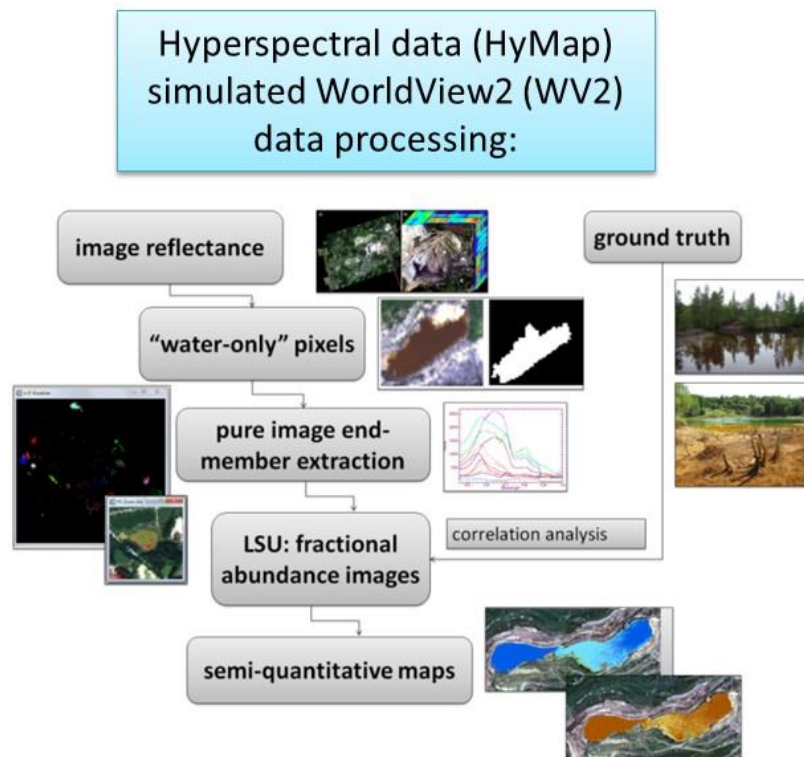 Hyperspectral data (HyMap)
simulated WorldView2 (WV2)
data processing:
image reflectance
ground truth
“water-only” pixels
pure image end-
member extraction
LSU: fractional
abundance images
correlation analysis
semi-quantitative maps